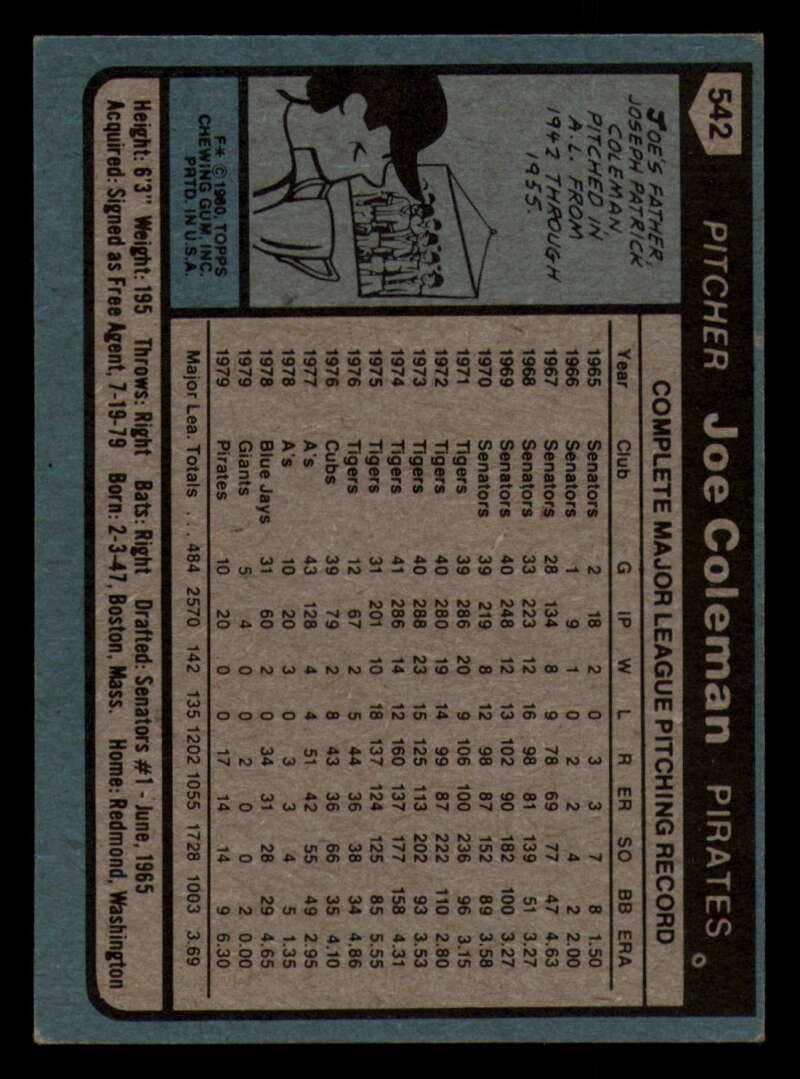 542
PITCHER Joe Coleman PIRATES
JOE'S FATHER,
JOSEPH PATRICK
COLEMAN,
PITCHED IN
A.L. FROM
1942 THROUGH
1955.
F* © 1980, TOPPS
CHEWING GUM, INC.
PRTD. IN U.S.A.
COMPLETE MAJOR LEAGUE PITCHING RECORD
Year Club G IP W L R ER SO BB ERA
1965 Senators 2 18 2 0 3 3 7 8 1.50
1966 Senators 1 9 1 0 2 2 4 2 2.00
1967 Senators 28 134 8 9 78 69 77 47 4.63
1968 Senators 33 223 12 16 98 81 139 51 3.27
1969 Senators 40 248 12 13 102 90 182 100 3.27
1970 Senators 39 219 8 12 98 87 152 89 3.58
1971 Tigers 39 286 20 9 106 100 236 96 3.15
1972 Tigers 40 280 19 14 99 87 222 110 2.80
1973 Tigers 40 288 23 15 125 113 202 93 3.53
1974 Tigers 41 286 14 12 160 137 177 158 4.31
1975 Tigers 31 201 10 18 137 124 125 85 5.55
1976 Tigers 12 67 2 5 44 36 38 34 4.86
1976 Cubs 39 79 2 8 43 36 66 35 4.10
1977 A's 43 128 4 4 51 42 55 49 2.95
1978 A's 10 20 3 0 3 3 4 5 1.35
1978 Blue Jays 31 60 2 0 34 31 28 29 4.65
1979 Giants 5 4 0 0 2 0 0 2 0.00
1979 Pirates 10 20 0 0 17 14 14 9 6.30
Major Lea. Totals . . . 484 2570 142 135 1202 1055 1728 1003 3.69
Height: 6'3" Weight: 195 Throws: Right Bats: Right Drafted: Senators #1 - June, 1965
Acquired: Signed as Free Agent, 7-19-79 Born: 2-3-47, Boston, Mass. Home: Redmond, Washington